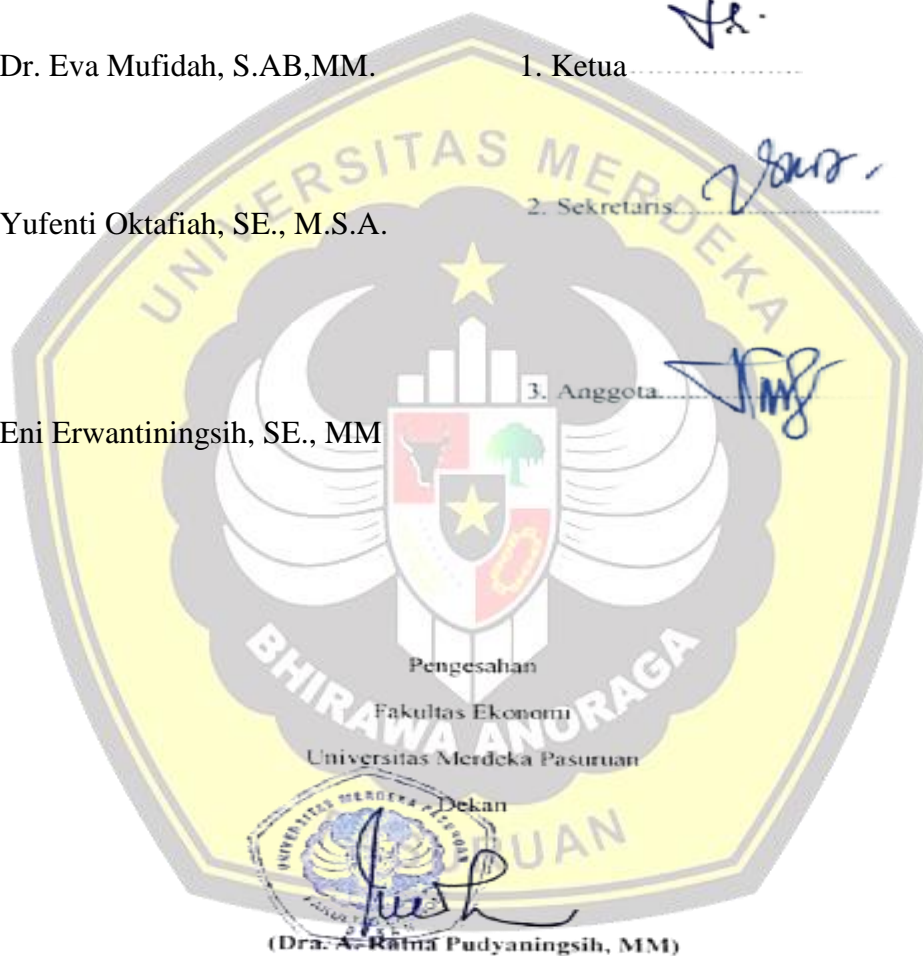 Dr. Eva Mufidah, S.AB,MM. 1. Ketua
Yufenti Oktafiah, SE., M.S.A. 2. Sekretaris
Eni Erwantiningsih, SE., MM 3. Anggota
UNIVERSITAS MERDEKA
BHIRAWA ANURAGA
Pengesahan
Fakultas Ekonomi
Universitas Merdeka Pasuruan
Dekan
(Dra. A. Ratna Pudyaningsih, MM)